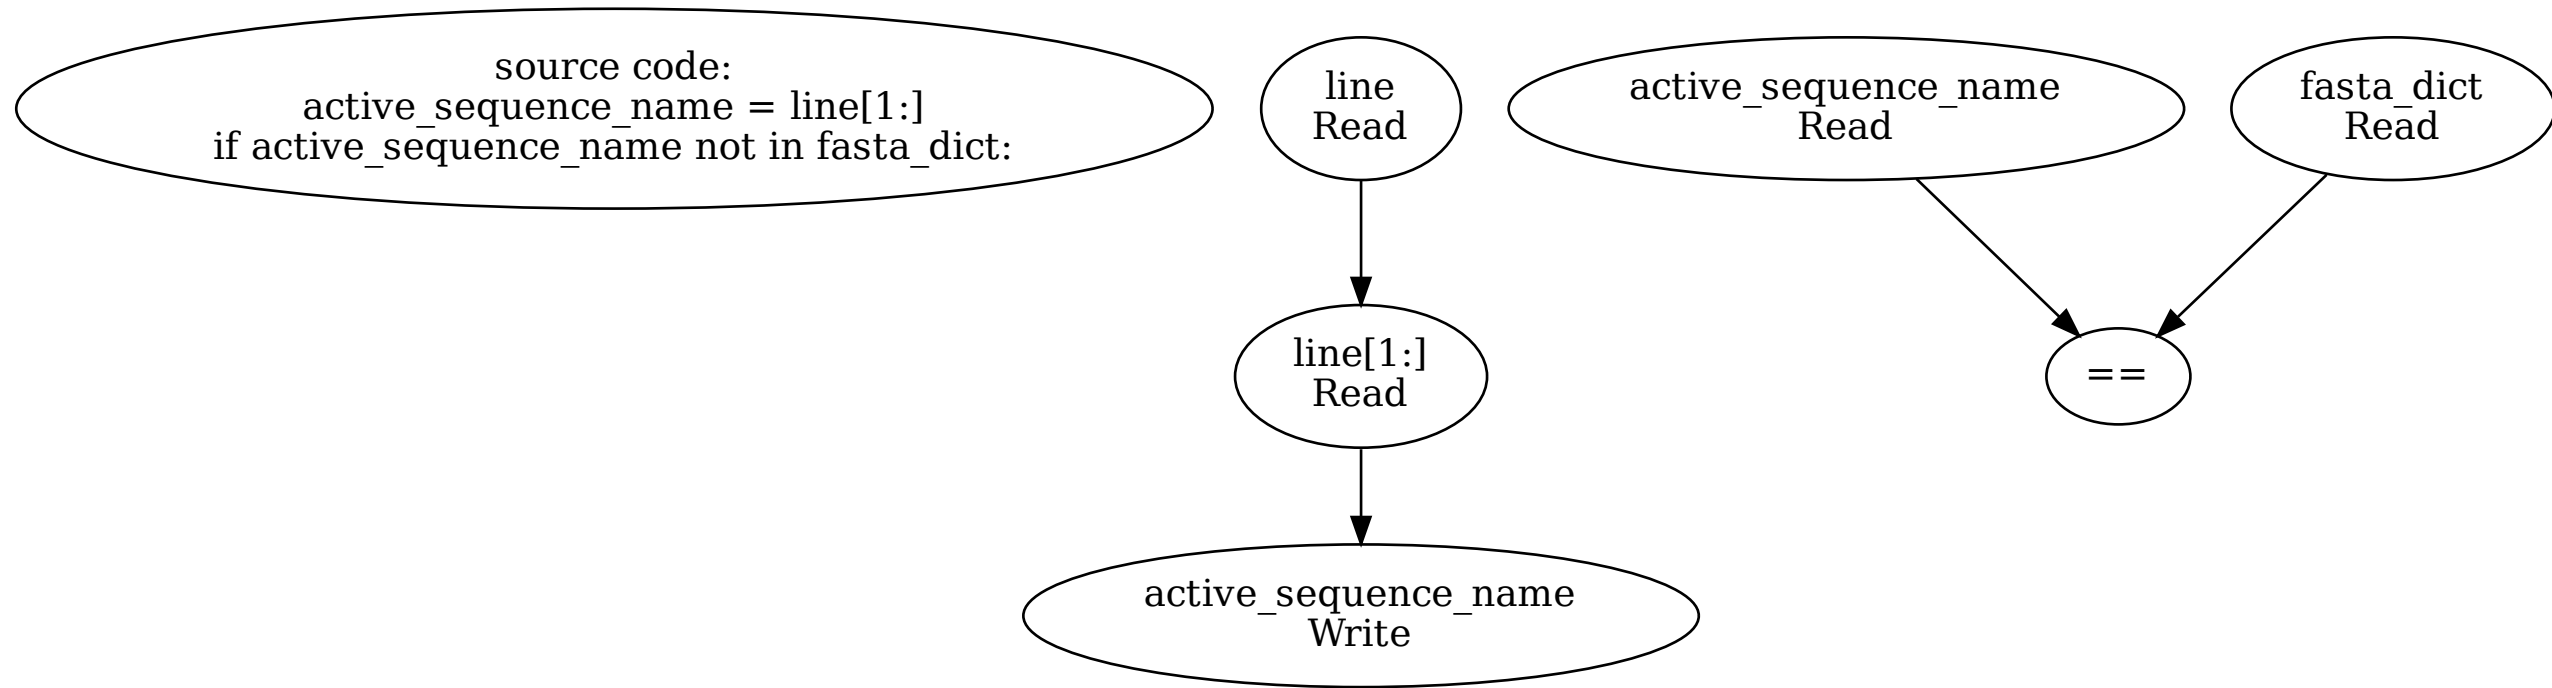 source code:
active_sequence_name = line[1:]
if active_sequence_name not in fasta_dict:
line
Read
active_sequence_name
Read
fasta_dict
Read
line[1:]
Read
==
active_sequence_name
Write